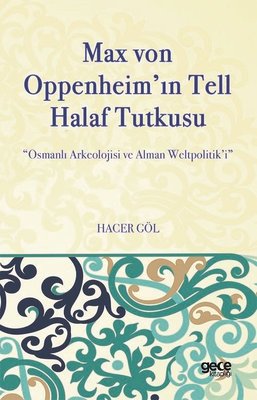 Max von
Oppenheim’ın Tell
Halaf Tutkusu
“Osmanlı Arkeolojisi ve Alman Weltpolitik’i”
HACER GÖL
gece
kitaplığı